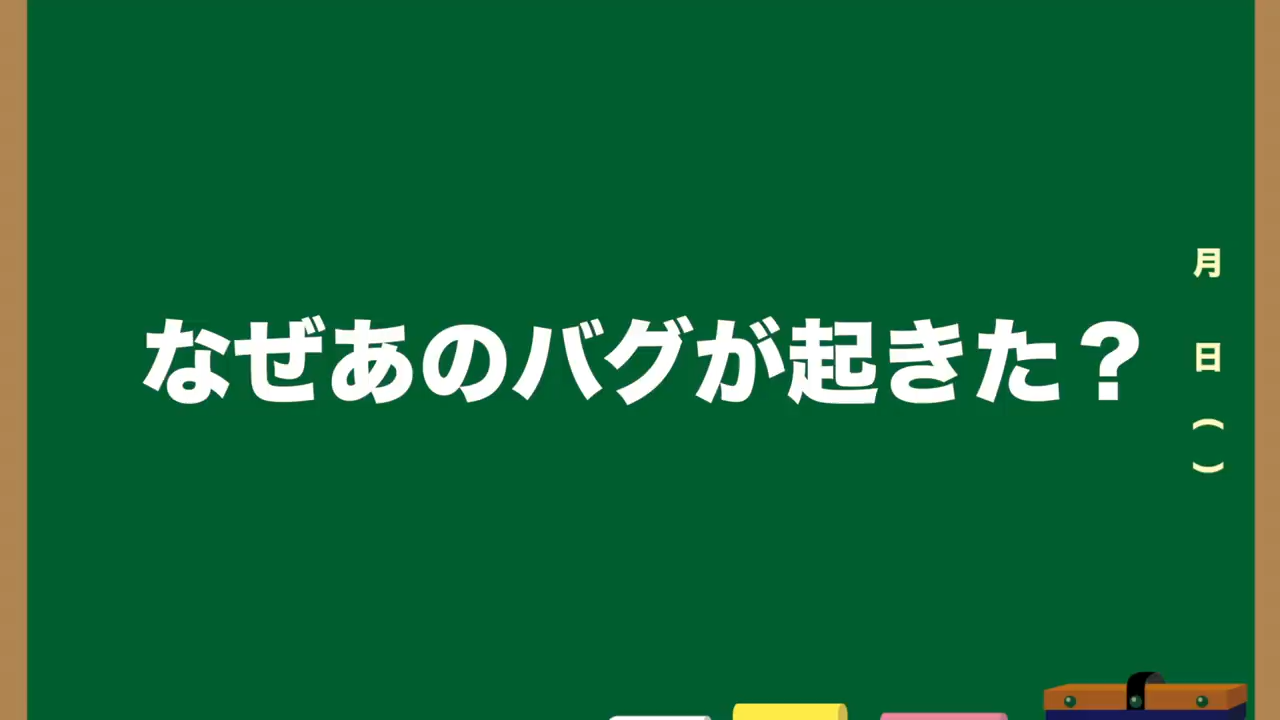 なぜあのバグが起きた？
月 日 （ ）